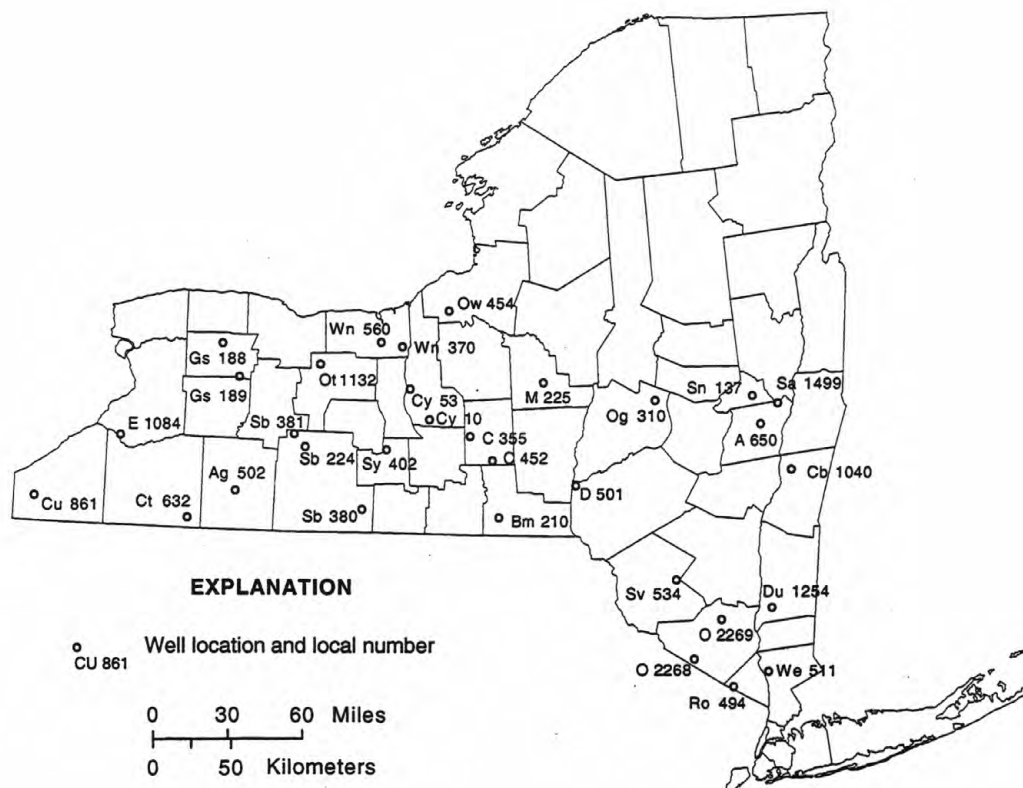 Ow 454
Wn 560
Wn 370
Gs 188
Ot 1132
M 225
Sn 137
Sa 1499
Gs 189
Cy 53
Cy 10
Og 310
E 1084
Sb 381
C 355
A 650
Sb 224
Sy 402
C 452
Ag 502
Cb 1040
Cu 861
Ct 632
D 501
Sb 380
Bm 210
EXPLANATION
Sv 534
Du 1254
Well location and local number
CU 861
O 2269
O 2268
We 511
Ro 494
0 30 60 Miles
0 50 Kilometers